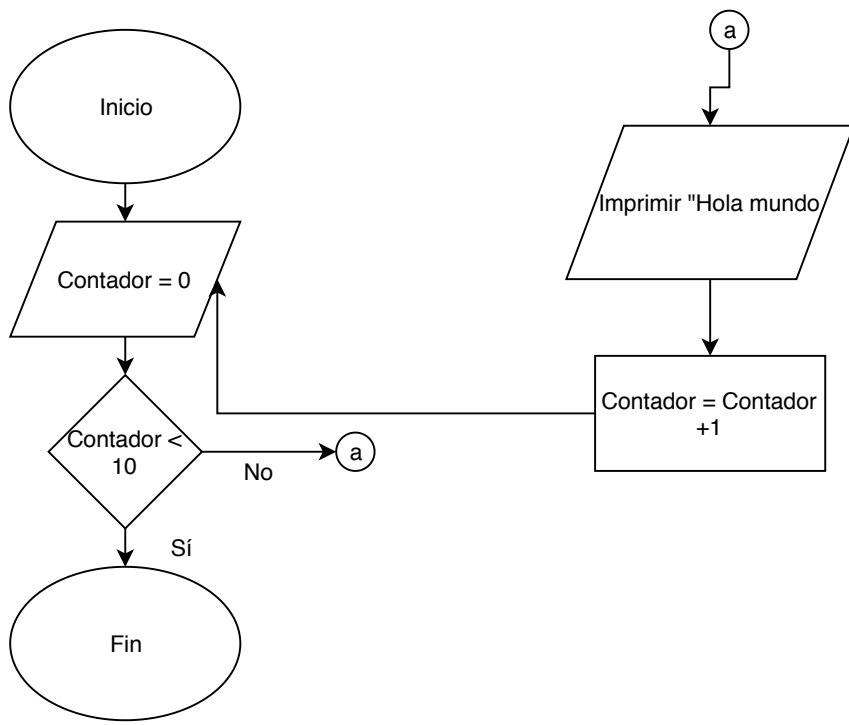 Inicio
Contador = 0
Contador <
10
No
a
Sí
Fin
a
Imprimir "Hola mundo
Contador = Contador
+1